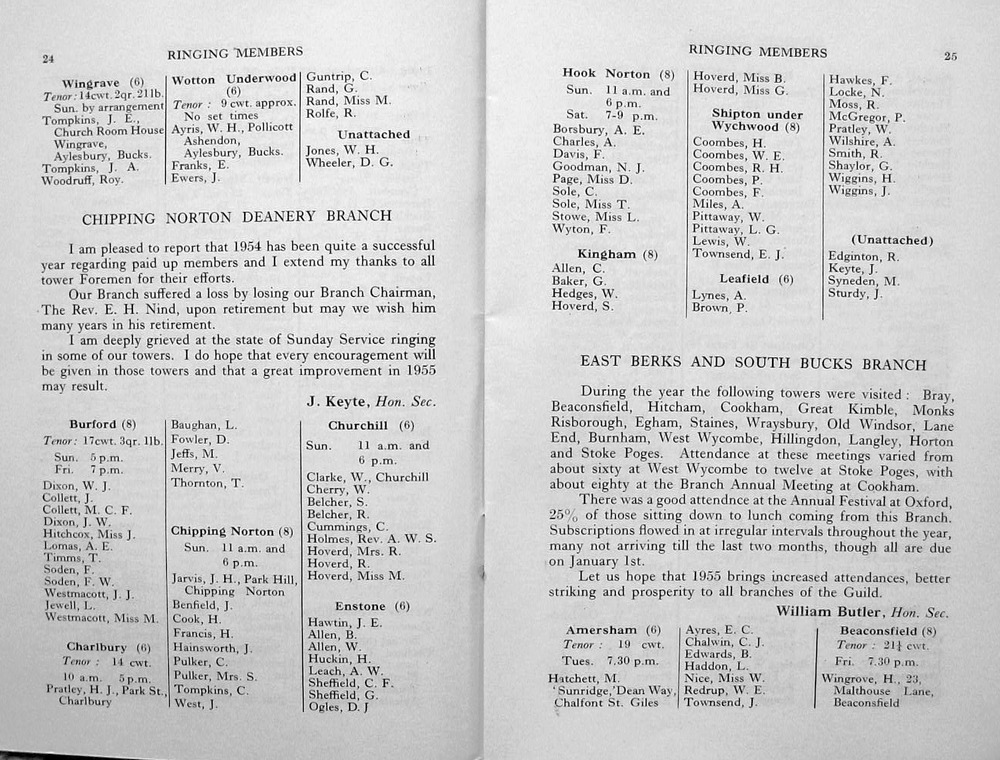 24
RINGING MEMBERS
Wingrave (6)
Tenor: 14cwt. 2qr. 21lb.
Sun. by arrangement
Tompkins, J. E.,
Church Room House
Wingrave,
Aylesbury, Bucks.
Tompkins, J. A.
Woodruff, Roy.
Wotton Underwood
(6)
Tenor : 9 cwt. approx.
No set times
Ayris, W. H., Pollicott
Ashendon,
Aylesbury, Bucks.
Franks, E.
Ewers, J.
Guntrip, C.
Rand, G.
Rand, Miss M.
Rolfe, R.
Unattached
Jones, W. H.
Wheeler, D. G.
CHIPPING NORTON DEANERY BRANCH
I am pleased to report that 1954 has been quite a successful
year regarding paid up members and I extend my thanks to all
tower Foremen for their efforts.
Our Branch suffered a loss by losing our Branch Chairman,
The Rev. E. H. Nind, upon retirement but may we wish him
many years in his retirement.
I am deeply grieved at the state of Sunday Service ringing
in some of our towers. I do hope that every encouragement will
be given in those towers and that a great improvement in 1955
may result.
J. Keyte, Hon. Sec.
Burford (8)
Tenor: 17cwt. 3qr. 11b.
Sun. 5 p.m.
Fri. 7 p.m.
Dixon, W. J.
Collett, J.
Collett, M. C. F.
Dixon, J. W.
Hitchcox, Miss J.
Lomas, A. E.
Timms, T.
Soden, F.
Soden, F. W.
Westmacott, J. J.
Jewell, L.
Westmacott, Miss M.
Charlbury (6)
Tenor : 14 cwt.
10 a.m. 5 p.m.
Pratley, H. J., Park St.,
Charlbury
Baughan, L.
Fowler, D.
Jeffs, M.
Merry, V.
Thornton, T.
Chipping Norton (8)
Sun. 11 a.m. and
6 p.m.
Jarvis, J. H., Park Hill,
Chipping Norton
Benfield, J.
Cook, H.
Francis, H.
Hainsworth, J.
Pulker, C.
Pulker, Mrs. S.
Tompkins, C.
West, J.
Churchill (6)
Sun. 11 a.m. and
6 p.m.
Clarke, W., Churchill
Cherry, W.
Belcher, S.
Belcher, R.
Cummings, C.
Holmes, Rev. A. W. S.
Hoverd, Mrs. R.
Hoverd, R.
Hoverd, Miss M.
Enstone (6)
Hawtin, J. E.
Allen, B.
Allen, W.
Huckin, H.
Leach, A. W.
Sheffield, C. F.
Sheffield, G.
Ogles, D. J
RINGING MEMBERS
25
Hook Norton (8)
Sun. 11 a.m. and
6 p.m.
Sat. 7-9 p.m.
Borsbury, A. E.
Charles, A.
Davis, F.
Goodman, N. J.
Page, Miss D.
Sole, C.
Sole, Miss T.
Stowe, Miss L.
Wyton, F.
Kingham (8)
Allen, C.
Baker, G.
Hedges, W.
Hoverd, S.
Hoverd, Miss B.
Hoverd, Miss G.
Shipton under
Wychwood (8)
Coombes, H.
Coombes, W. E.
Coombes, R. H.
Coombes, P.
Coombes, F.
Miles, A.
Pittaway, W.
Pittaway, L. G.
Lewis, W.
Townsend, E. J.
Leafield (6)
Lynes, A.
Brown, P.
Hawkes, F.
Locke, N.
Moss, R.
McGregor, P.
Pratley, W.
Wilshire, A.
Smith, R.
Shaylor, G.
Wiggins, H.
Wiggins, J.
(Unattached)
Edginton, R.
Keyte, J.
Syneden, M.
Sturdy, J.
EAST BERKS AND SOUTH BUCKS BRANCH
During the year the following towers were visited : Bray,
Beaconsfield, Hitcham, Cookham, Great Kimble, Monks
Risborough, Egham, Staines, Wraysbury, Old Windsor, Lane
End, Burnham, West Wycombe, Hillingdon, Langley, Horton
and Stoke Poges. Attendance at these meetings varied from
about sixty at West Wycombe to twelve at Stoke Poges, with
about eighty at the Branch Annual Meeting at Cookham.
There was a good attendnce at the Annual Festival at Oxford,
25% of those sitting down to lunch coming from this Branch.
Subscriptions flowed in at irregular intervals throughout the year,
many not arriving till the last two months, though all are due
on January 1st.
Let us hope that 1955 brings increased attendances, better
striking and prosperity to all branches of the Guild.
William Butler, Hon. Sec.
Amersham (6)
Tenor : 19 cwt.
Tues. 7.30 p.m.
Hatchett, M.
'Sunridge,'Dean Way,
Chalfont St. Giles
Ayres, E. C.
Chalwin, C. J.
Edwards, B.
Haddon, L.
Nice, Miss W.
Redrup, W. E.
Townsend, J.
Beaconsfield (8)
Tenor : 21¼ cwt.
Fri. 7.30 p.m.
Wingrove, H., 23,
Malthouse Lane,
Beaconsfield